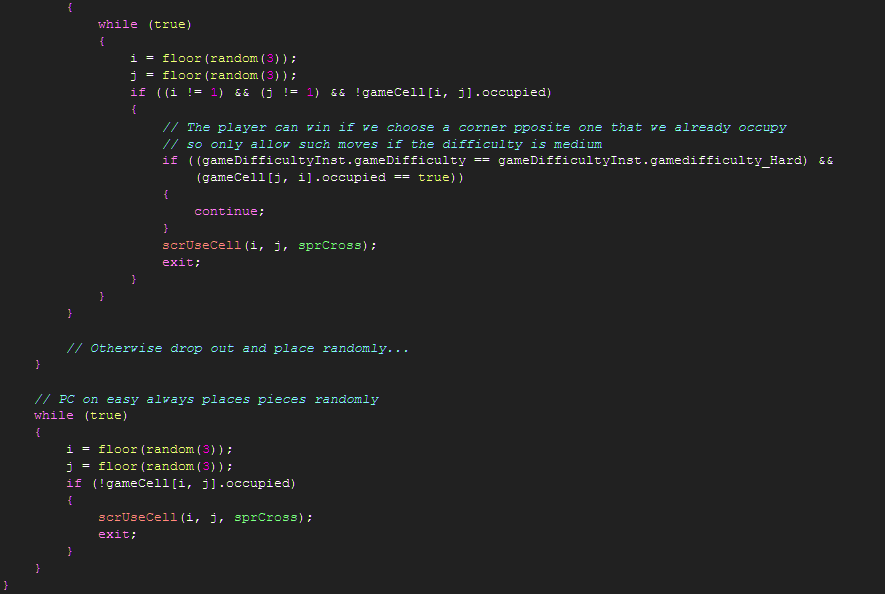 {
while (true)
{
i = floor(random(3));
j = floor(random(3));
if ((i != 1) && (j != 1) && !gameCell[i, j].occupied)
{
// The player can win if we choose a corner pposite one that we already occupy
// so only allow such moves if the difficulty is medium
if ((gameDifficultyInst.gameDifficulty == gameDifficultyInst.gamedifficulty_Hard) &&
(gameCell[j, i].occupied == true))
{
continue;
}
scrUseCell(i, j, sprCross);
exit;
}
}
}
// Otherwise drop out and place randomly...
}
// PC on easy always places pieces randomly
while (true)
{
i = floor(random(3));
j = floor(random(3));
if (!gameCell[i, j].occupied)
{
scrUseCell(i, j, sprCross);
exit;
}
}
}